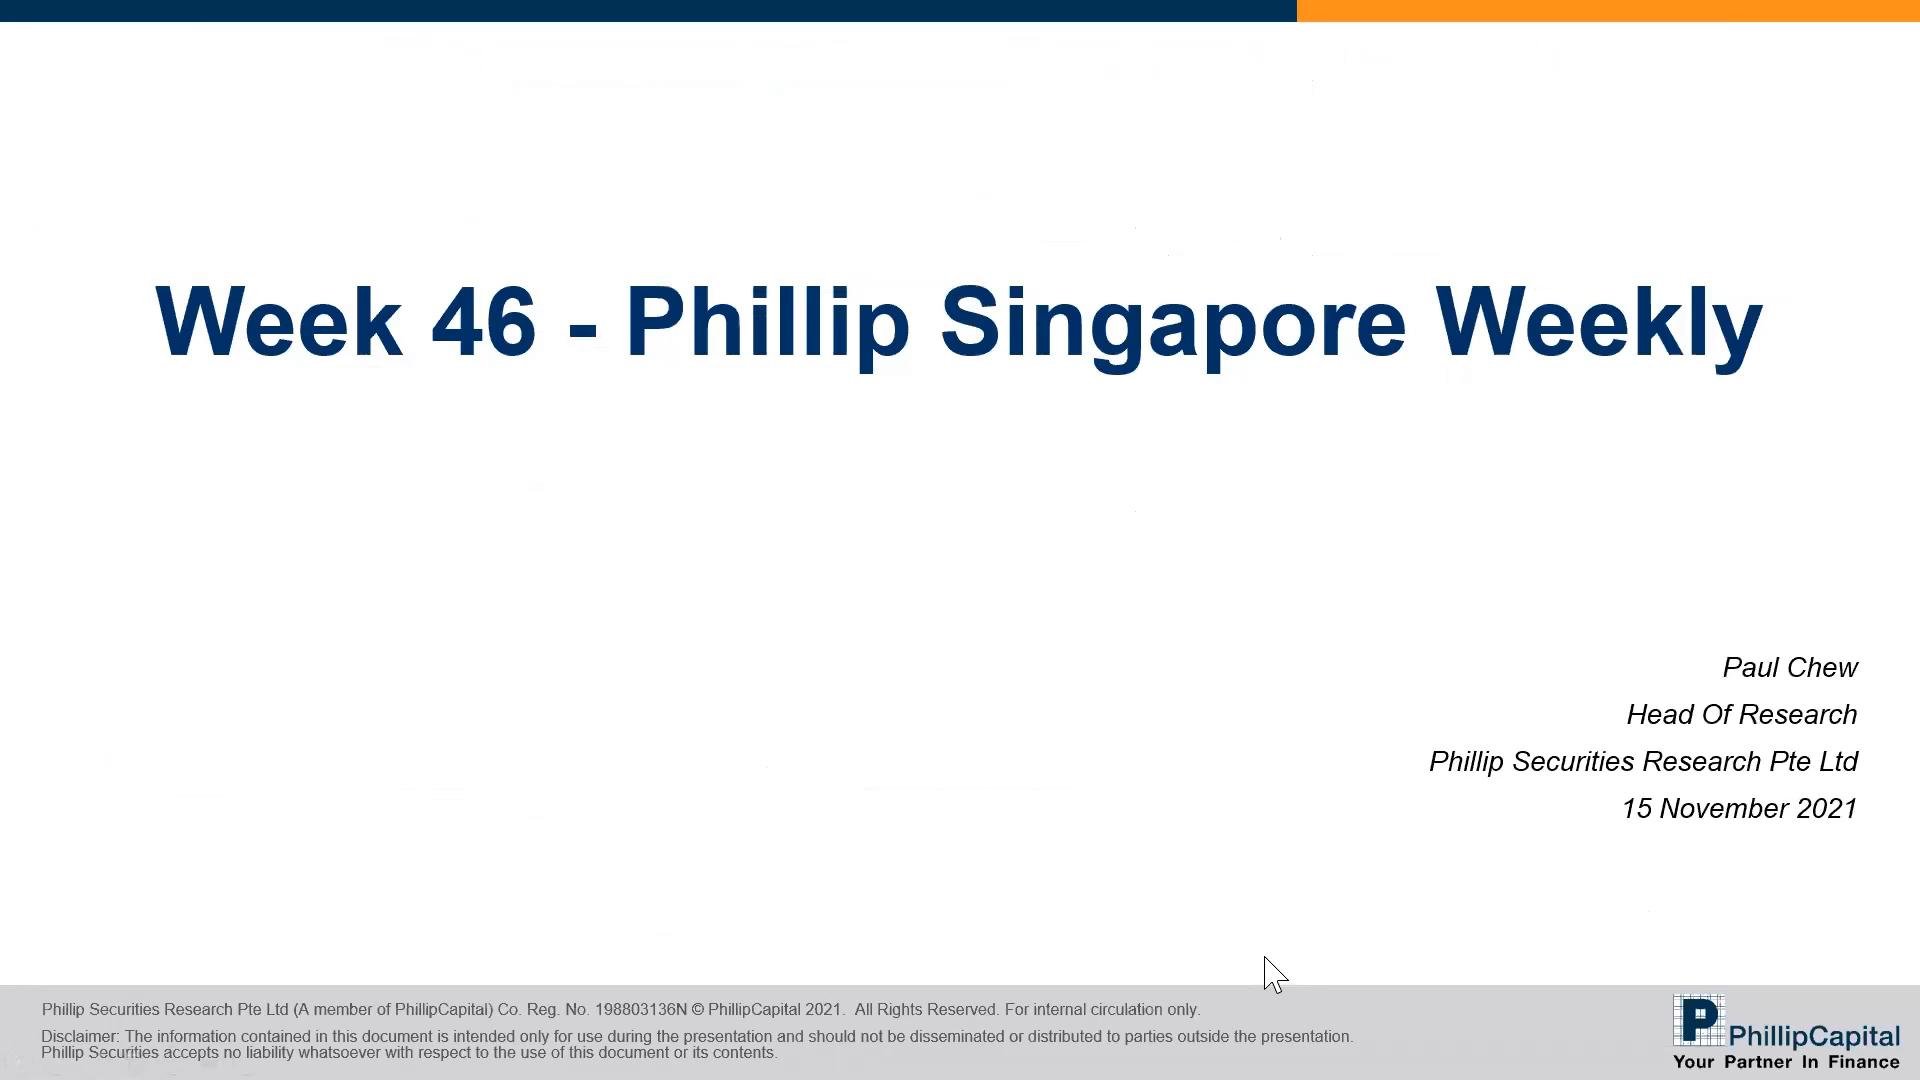 Week 46 - Phillip Singapore Weekly
Paul Chew
Head Of Research
Phillip Securities Research Pte Ltd
15 November 2021
Phillip Securities Research Pte Ltd (A member of PhillipCapital) Co. Reg. No. 198803136N © PhillipCapital 2021.  All Rights Reserved. For internal circulation only.
Disclaimer: The information contained in this document is intended only for use during the presentation and should not be disseminated or distributed to parties outside the presentation.
Phillip Securities accepts no liability whatsoever with respect to the use of this document or its contents.
P PhillipCapital
Your Partner In Finance